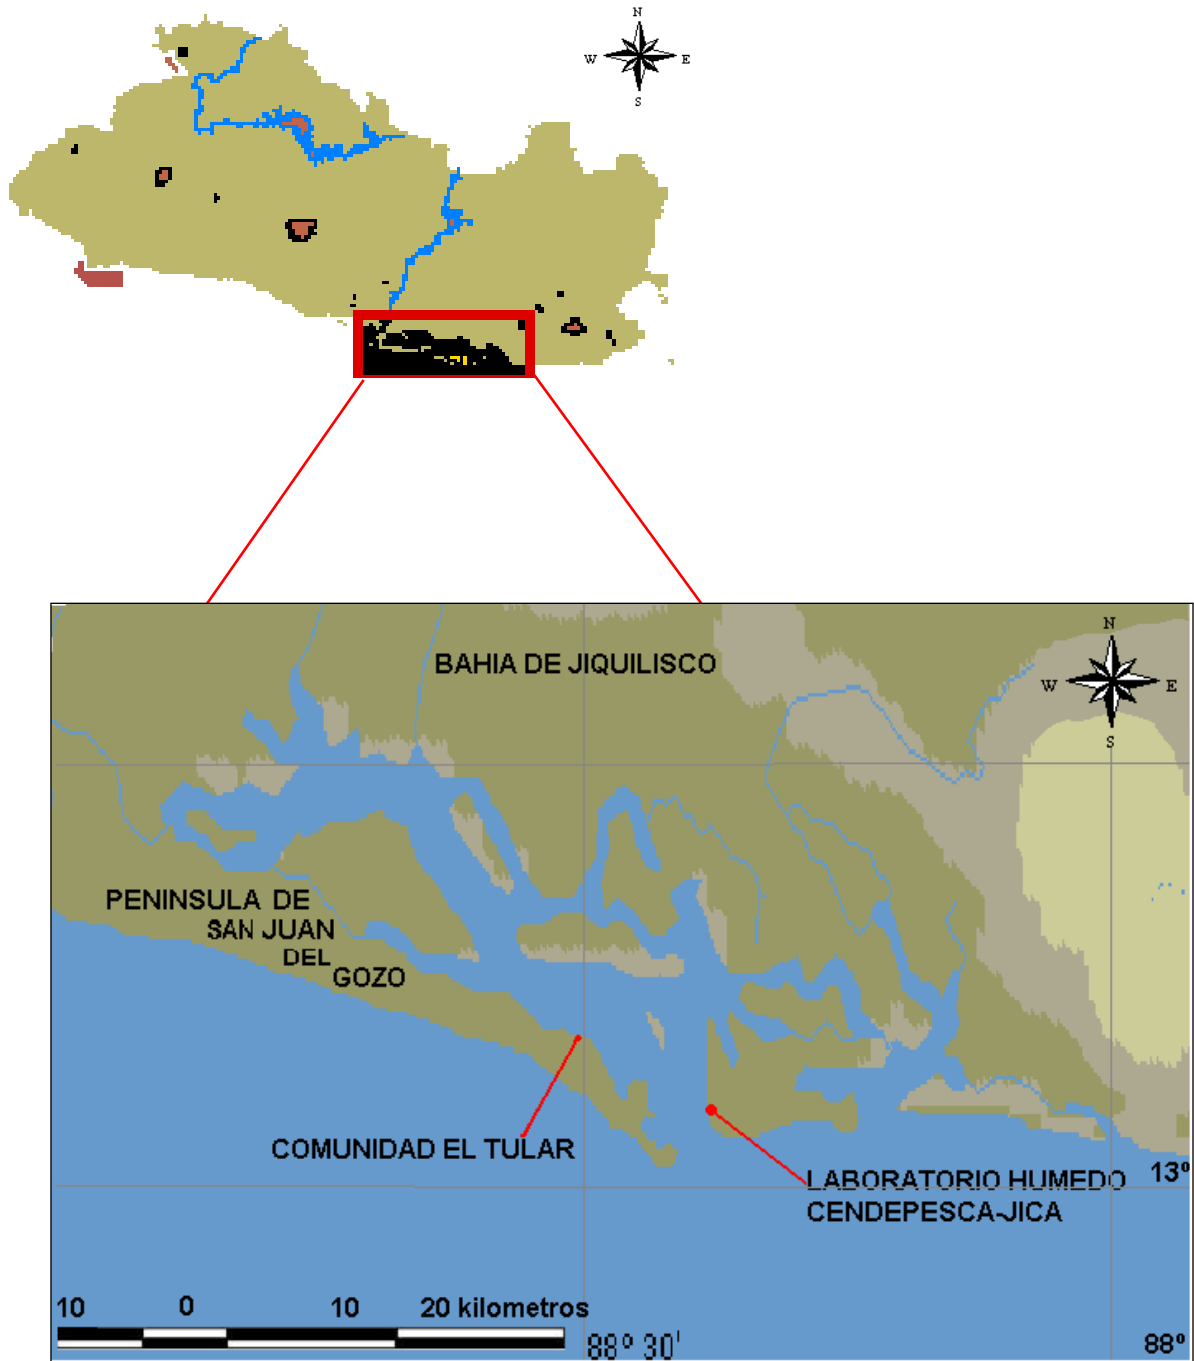 N
W E
S
N
W E
S
BAHIA DE JIQUILISCO
PENINSULA DE
SAN JUAN
DEL
GOZO
COMUNIDAD EL TULAR
LABORATORIO HUMEDO
CENDEPESCA-JICA
13º
10 0 10 20 kilometros
88º 30' 88º